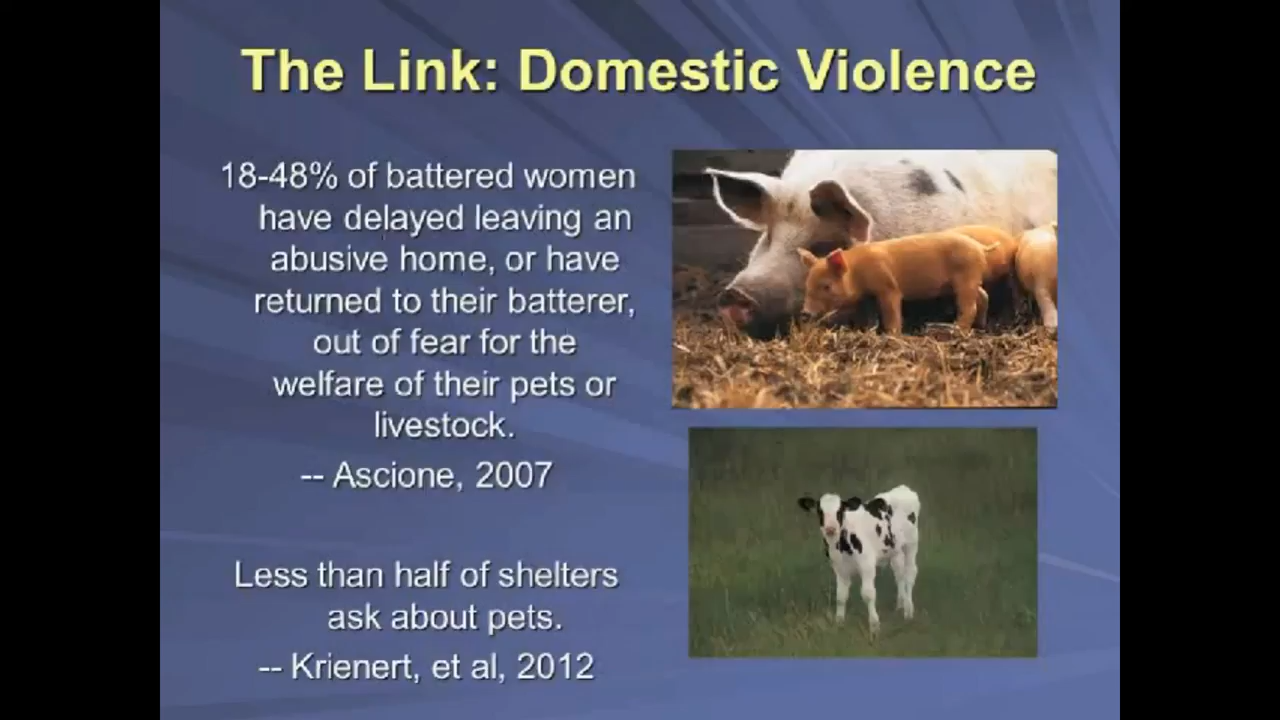 The Link: Domestic Violence
18-48% of battered women
have delayed leaving an
abusive home, or have
returned to their batterer,
out of fear for the
welfare of their pets or
livestock.
-- Ascione, 2007
Less than half of shelters
ask about pets.
-- Krienert, et al, 2012